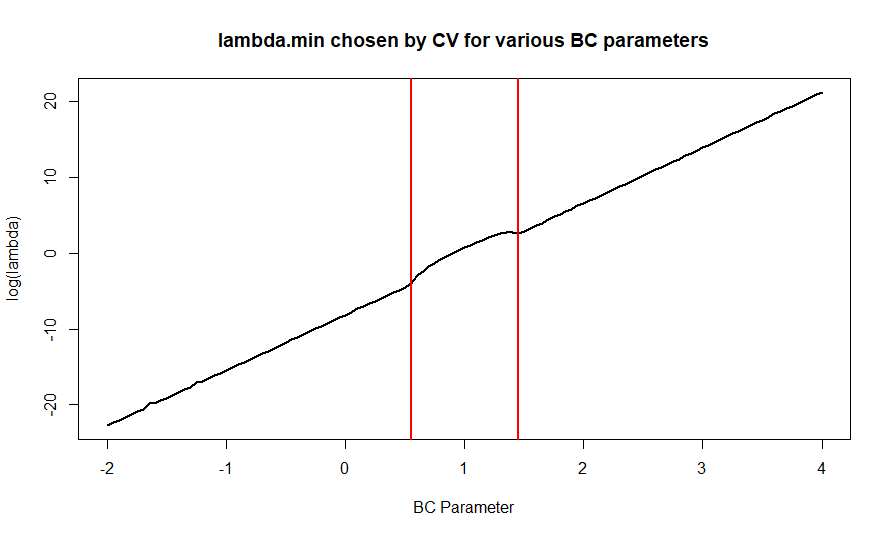 lambda.min chosen by CV for various BC parameters
log(lambda)
20
10
0
-10
-20
-2 -1 0 1 2 3 4
BC Parameter